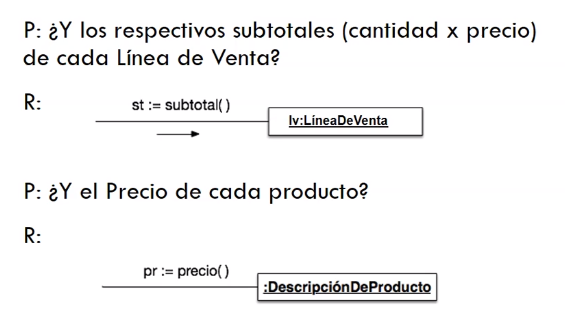 P: ¿Y los respectivos subtotales (cantidad x precio)
de cada Línea de Venta?
R:
st := subtotal( )
lv:LíneaDeVenta
P: ¿Y el Precio de cada producto?
R:
pr := precio( )
:DescripciónDeProducto